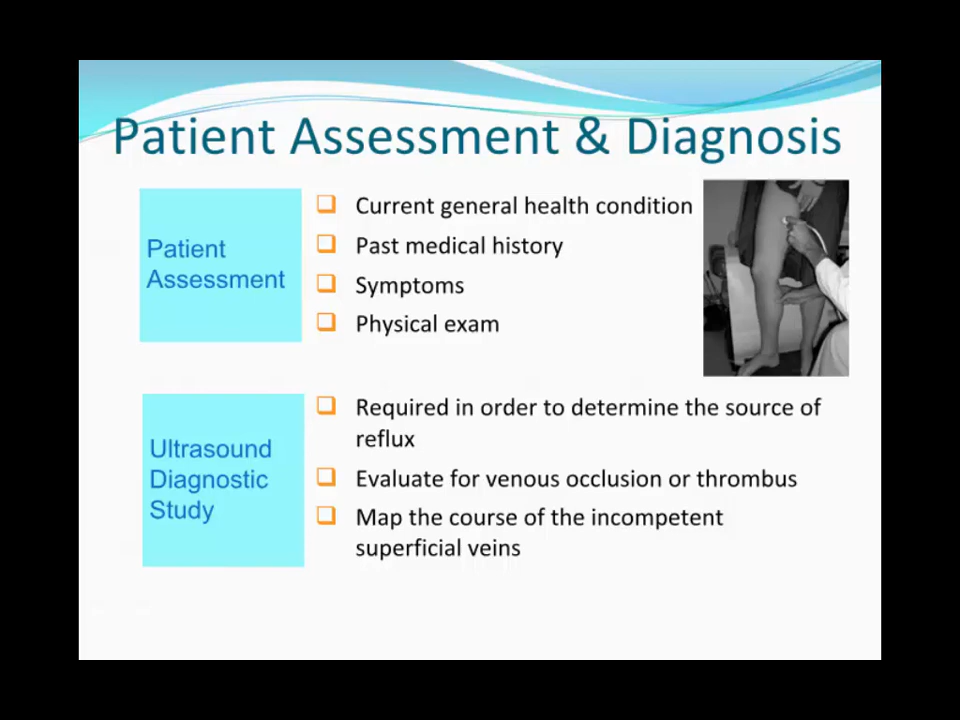 Patient Assessment & Diagnosis
Patient
Assessment
Current general health condition
Past medical history
Symptoms
Physical exam
Ultrasound
Diagnostic
Study
Required in order to determine the source of
reflux
Evaluate for venous occlusion or thrombus
Map the course of the incompetent
superficial veins